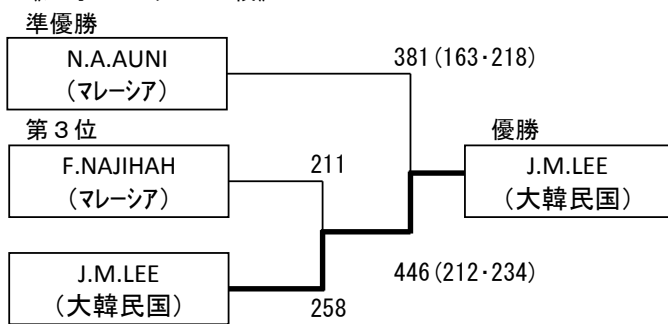 準優勝
N.A.AUNI
(マレーシア)
381(163・218)
第3位
優勝
F.NAJIHAH
(マレーシア)
211
J.M.LEE
(大韓民国)
J.M.LEE
(大韓民国)
446(212・234)
258